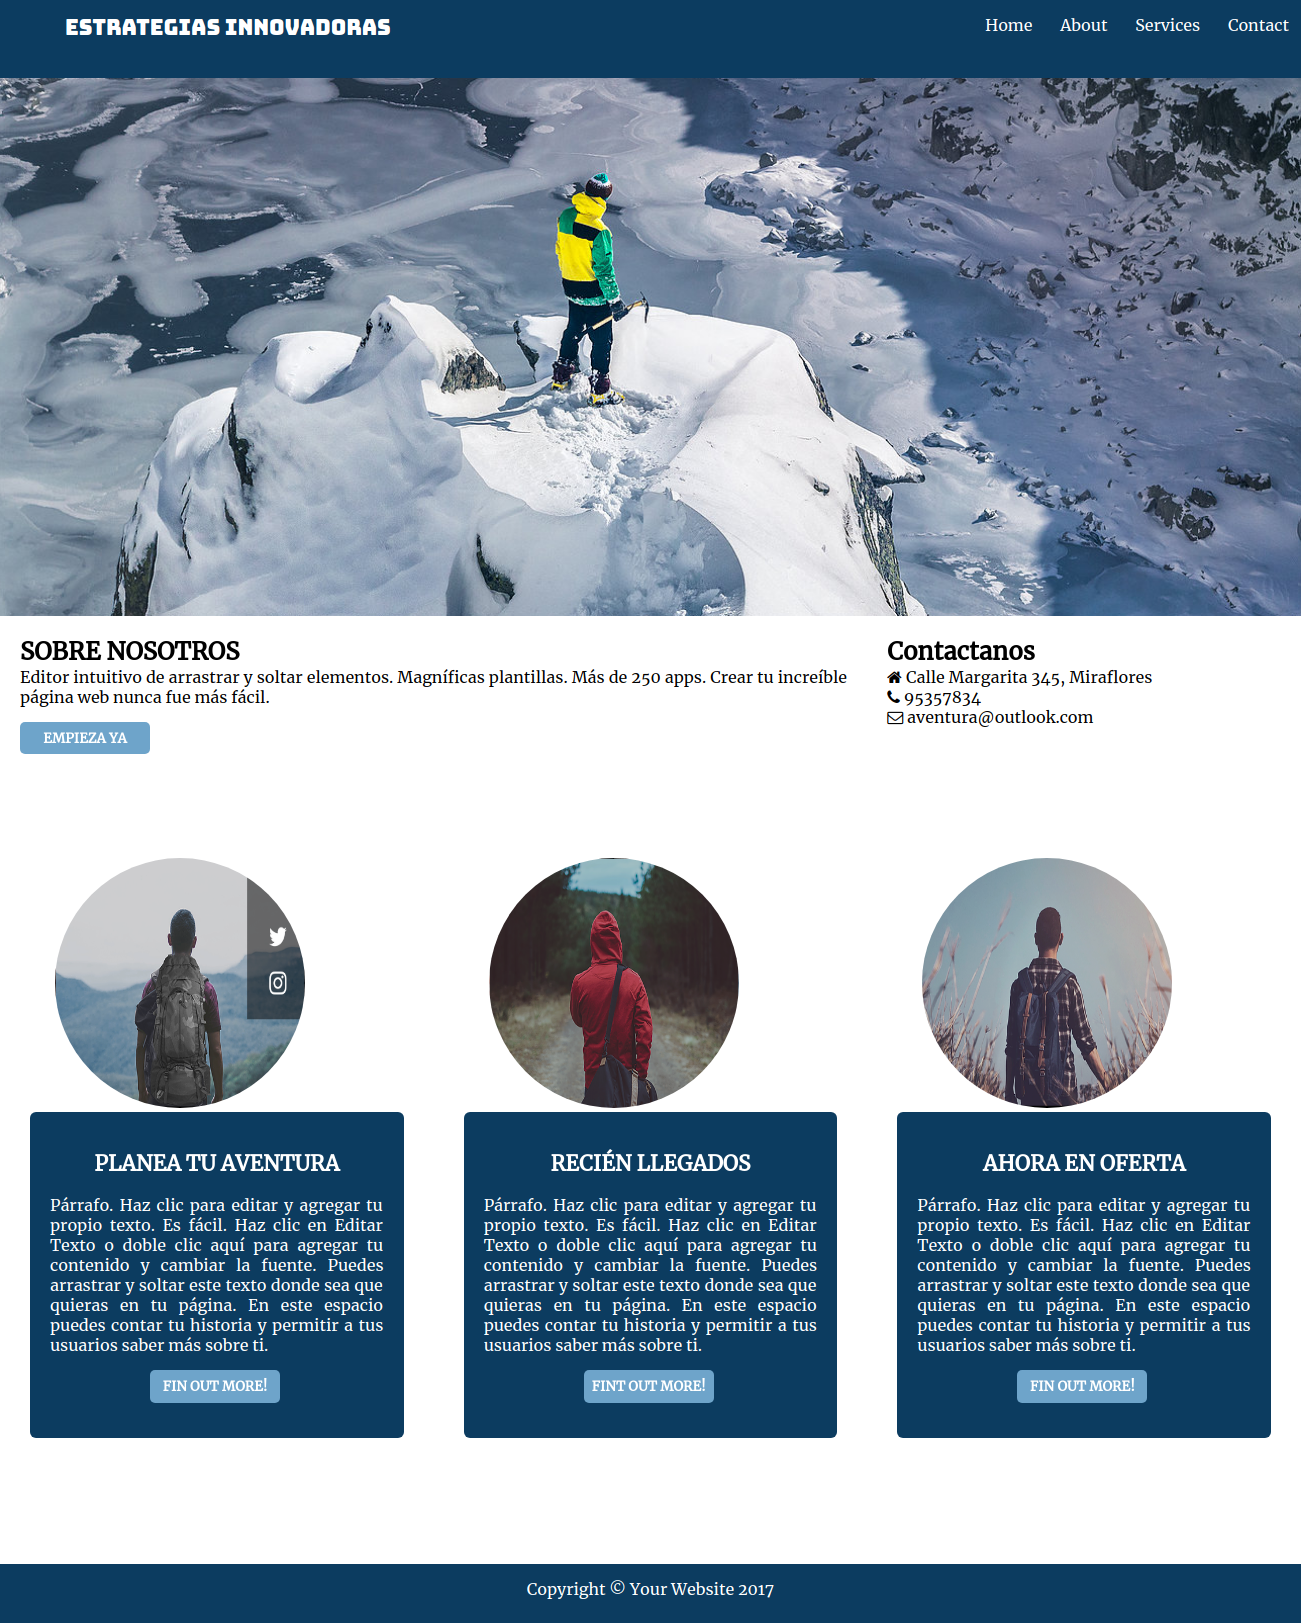 ESTRATEGIAS INNOVADORAS
Home About Services Contact
SOBRE NOSOTROS
Editor intuitivo de arrastrar y soltar elementos. Magníficas plantillas. Más de 250 apps. Crear tu increíble
página web nunca fue más fácil.
EMPIEZA YA
Contactanos
Calle Margarita 345, Miraflores
95357834
aventura@outlook.com
PLANEA TU AVENTURA
Párrafo. Haz clic para editar y agregar tu
propio texto. Es fácil. Haz clic en Editar
Texto o doble clic aquí para agregar tu
contenido y cambiar la fuente. Puedes
arrastrar y soltar este texto donde sea que
quieras en tu página. En este espacio
puedes contar tu historia y permitir a tus
usuarios saber más sobre ti.
FIN OUT MORE!
RECIÉN LLEGADOS
Párrafo. Haz clic para editar y agregar tu
propio texto. Es fácil. Haz clic en Editar
Texto o doble clic aquí para agregar tu
contenido y cambiar la fuente. Puedes
arrastrar y soltar este texto donde sea que
quieras en tu página. En este espacio
puedes contar tu historia y permitir a tus
usuarios saber más sobre ti.
FINT OUT MORE!
AHORA EN OFERTA
Párrafo. Haz clic para editar y agregar tu
propio texto. Es fácil. Haz clic en Editar
Texto o doble clic aquí para agregar tu
contenido y cambiar la fuente. Puedes
arrastrar y soltar este texto donde sea que
quieras en tu página. En este espacio
puedes contar tu historia y permitir a tus
usuarios saber más sobre ti.
FIN OUT MORE!
Copyright © Your Website 2017